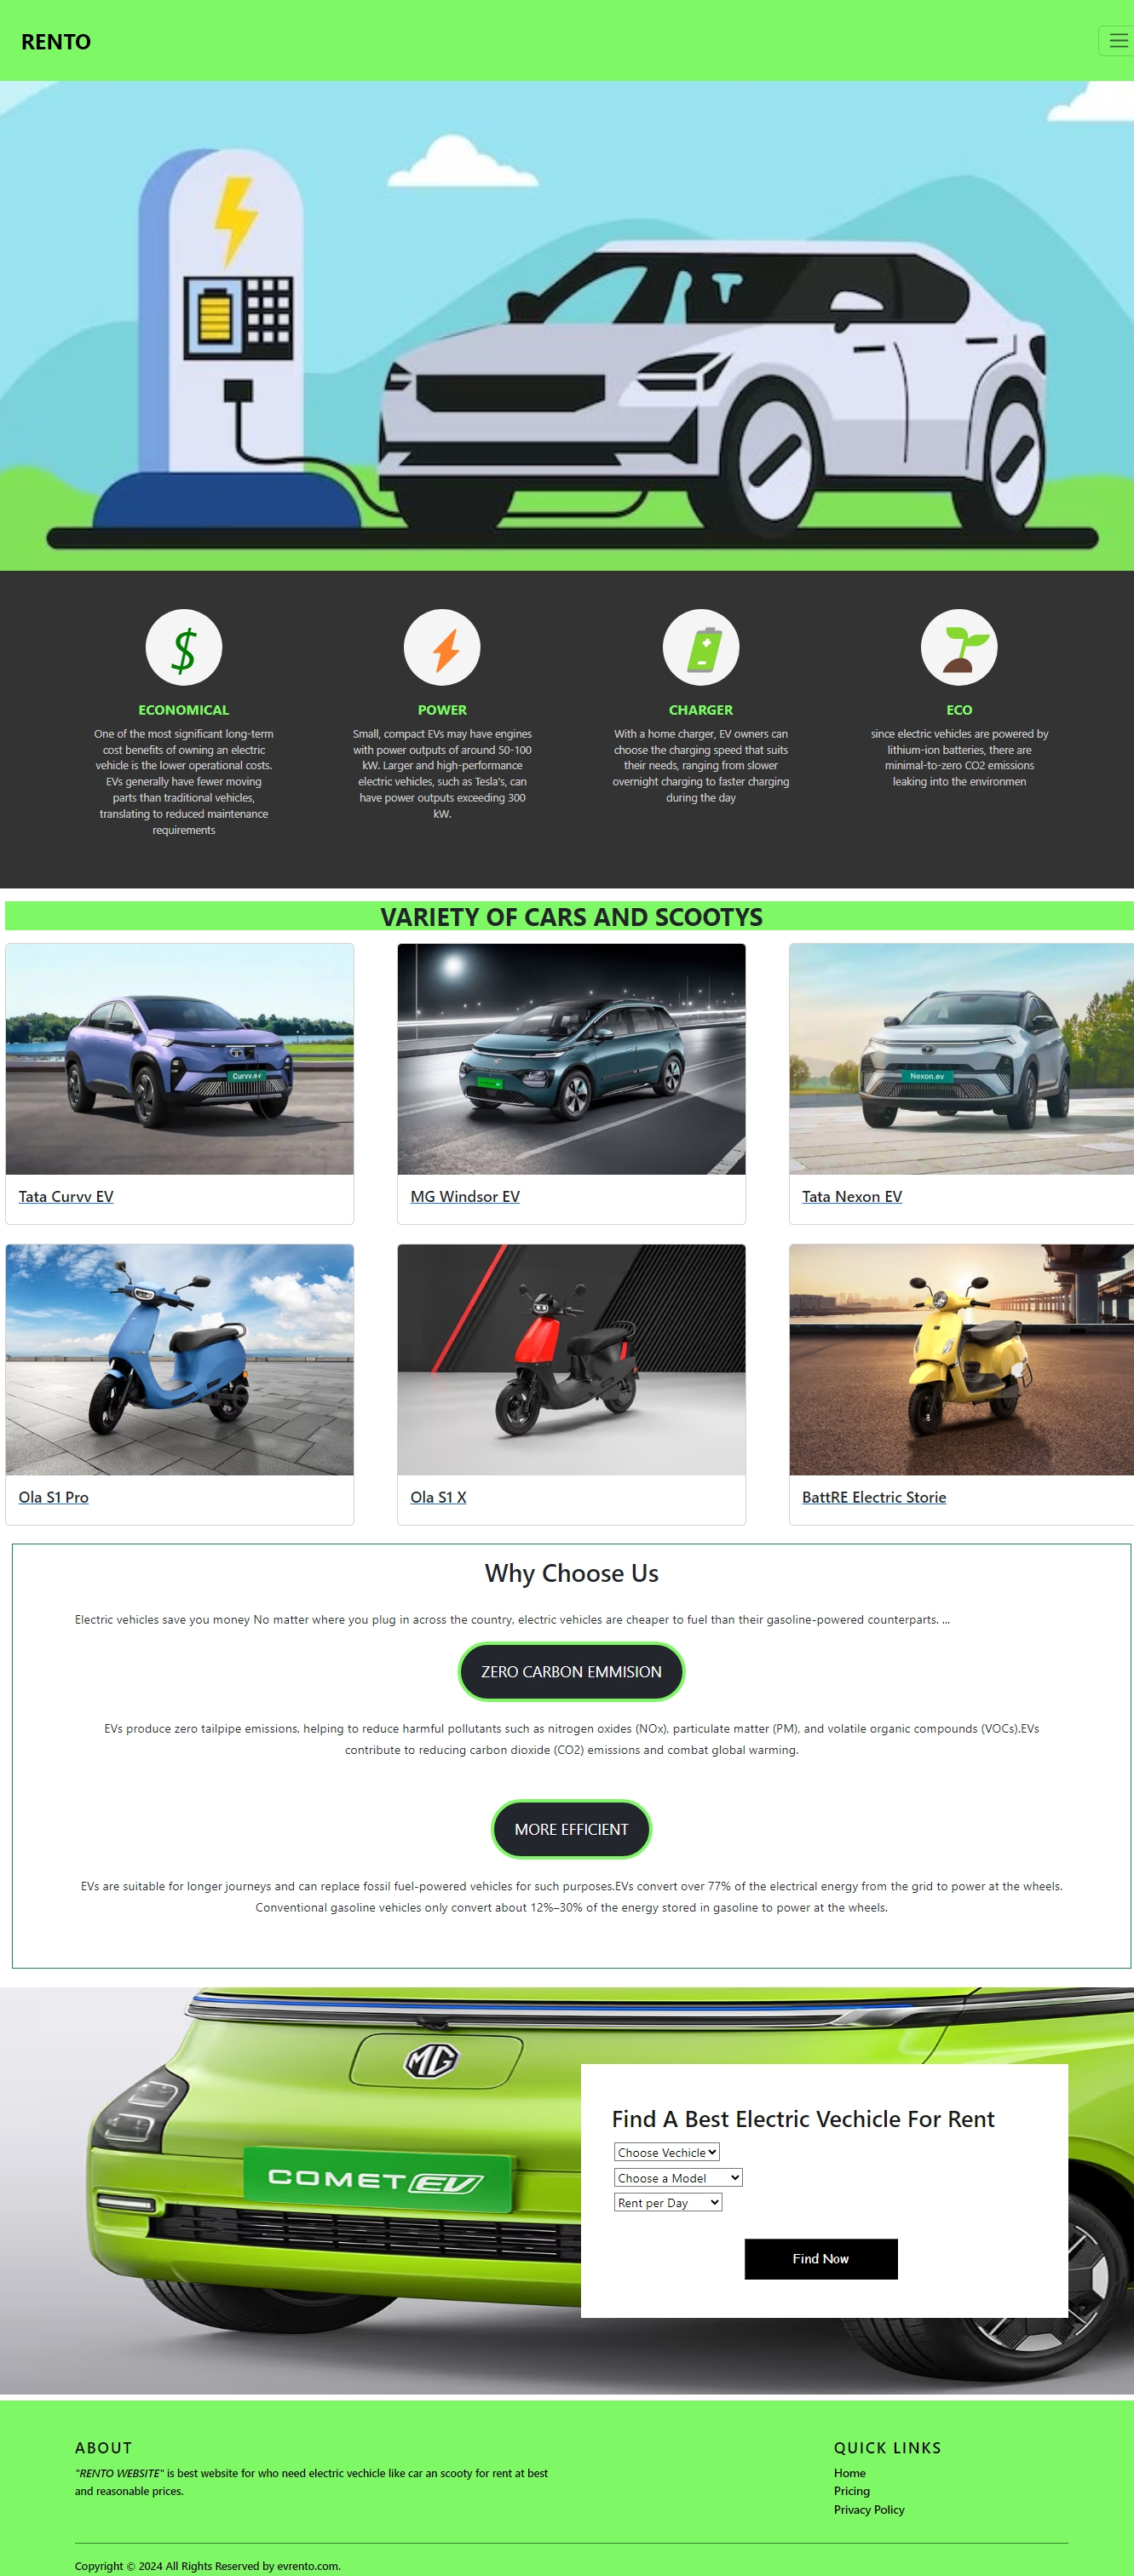 RENTO
ECONOMICAL
One of the most significant long-term
cost benefits of owning an electric
vehicle is the lower operational costs.
EVs generally have fewer moving
parts than traditional vehicles,
translating to reduced maintenance
requirements
POWER
Small, compact EVs may have engines
with power outputs of around 50-100
kW. Larger and high-performance
electric vehicles, such as Tesla's, can
have power outputs exceeding 300
kW.
CHARGER
With a home charger, EV owners can
choose the charging speed that suits
their needs, ranging from slower
overnight charging to faster charging
during the day
ECO
since electric vehicles are powered by
lithium-ion batteries, there are
minimal-to-zero CO2 emissions
leaking into the environmen
VARIETY OF CARS AND SCOOTYS
Curvv.ev
Nexon.ev
Tata Curvv EV
MG Windsor EV
Tata Nexon EV
Ola S1 Pro
Ola S1 X
BattRE Electric Storie
Why Choose Us
Electric vehicles save you money No matter where you plug in across the country, electric vehicles are cheaper to fuel than their gasoline-powered counterparts. ...
ZERO CARBON EMMISION
EVs produce zero tailpipe emissions, helping to reduce harmful pollutants such as nitrogen oxides (NOx), particulate matter (PM), and volatile organic compounds (VOCs).EVs
contribute to reducing carbon dioxide (CO2) emissions and combat global warming.
MORE EFFICIENT
EVs are suitable for longer journeys and can replace fossil fuel-powered vehicles for such purposes.EVs convert over 77% of the electrical energy from the grid to power at the wheels.
Conventional gasoline vehicles only convert about 12%–30% of the energy stored in gasoline to power at the wheels.
MG
COMET EV
Find A Best Electric Vechicle For Rent
Choose Vechicle
Choose a Model
Rent per Day
Find Now
ABOUT
"RENTO WEBSITE" is best website for who need electric vechicle like car an scooty for rent at best
and reasonable prices.
QUICK LINKS
Home
Pricing
Privacy Policy
Copyright © 2024 All Rights Reserved by evrento.com.